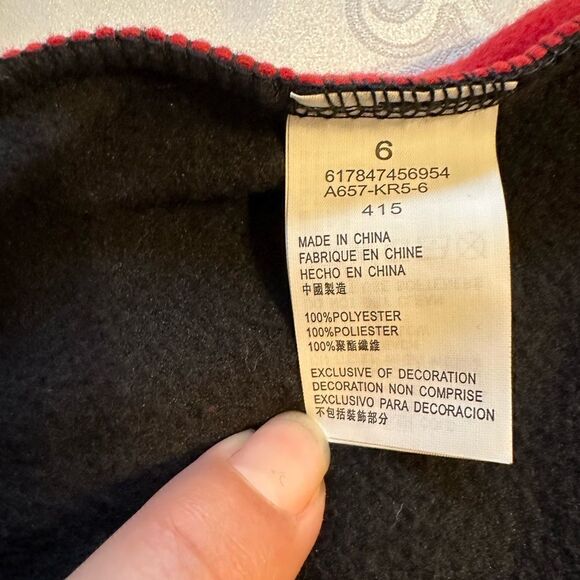 6
617847456954
A657-KR5-6
415
MADE IN CHINA
FABRIQUE EN CHINE
HECHO EN CHINA
中國製造
100%POLYESTER
100%POLIESTER
100%聚酯纖維
EXCLUSIVE OF DECORATION
DECORATION NON COMPRISE
EXCLUSIVO PARA DECORACION
不包括裝飾部分